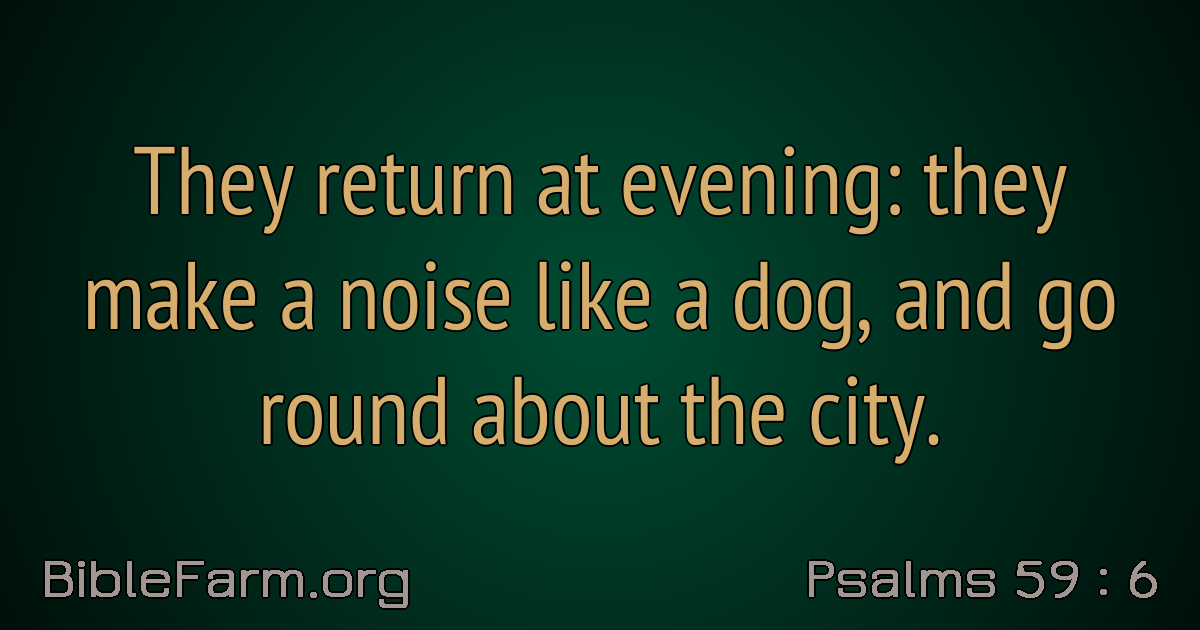 They return at evening: they
make a noise like a dog, and go
round about the city.
BibleFarm.org
Psalms 59 : 6